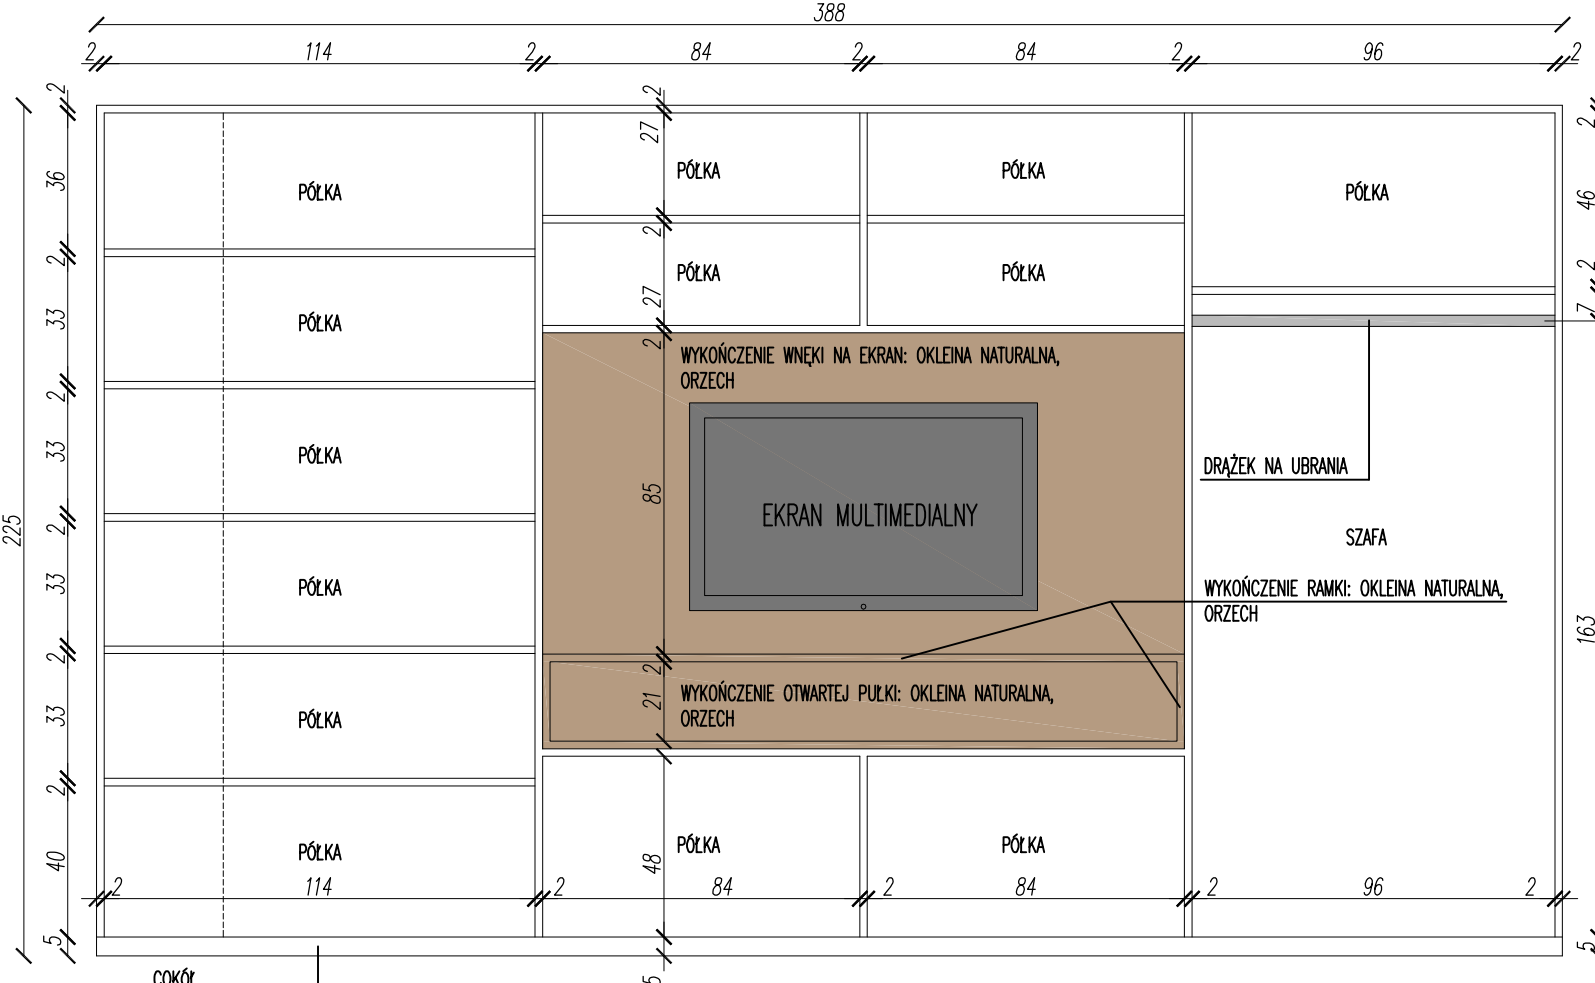 388
2 114 2 84 2 84 2 96 2
2 2
27 2
36 PÓŁKA PÓŁKA PÓŁKA PÓŁKA 46
2 2 2
33 PÓŁKA 27 PÓŁKA PÓŁKA 7
2 2 WYKOŃCZENIE WNĘKI NA EKRAN: OKLEINA NATURALNA,
ORZECH
33 PÓŁKA DRĄŻEK NA UBRANIA
225 2 85 EKRAN MULTIMEDIALNY SZAFA
33 PÓŁKA WYKOŃCZENIE RAMKI: OKLEINA NATURALNA,
ORZECH
163
2 2
33 PÓŁKA 21 WYKOŃCZENIE OTWARTEJ PUŁKI: OKLEINA NATURALNA,
ORZECH
2
40 PÓŁKA 48 PÓŁKA PÓŁKA
2 114 2 84 2 84 2 96 2
5 5
COKÓŁ